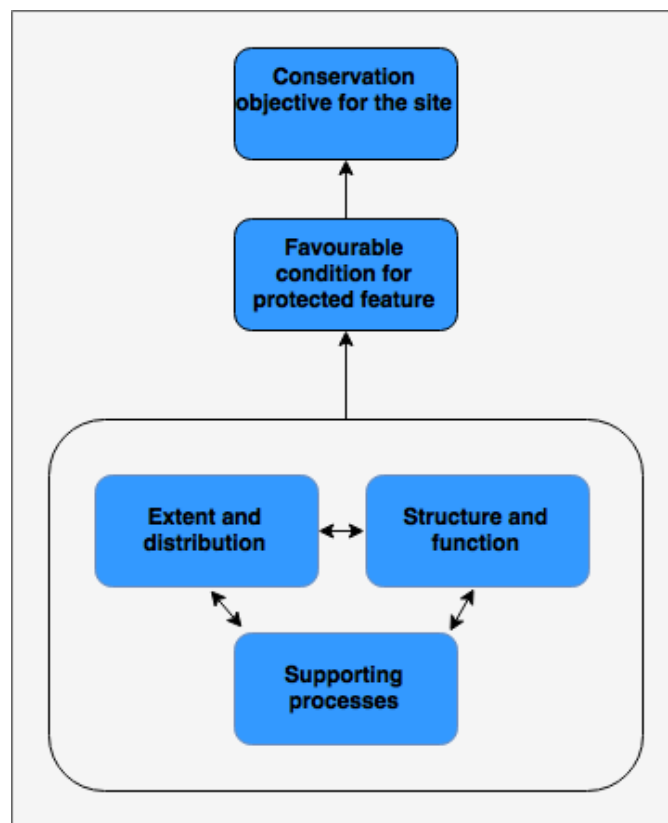 Conservation
objective for the site
Favourable
condition for
protected feature
Extent and
distribution
Structure and
function
Supporting
processes